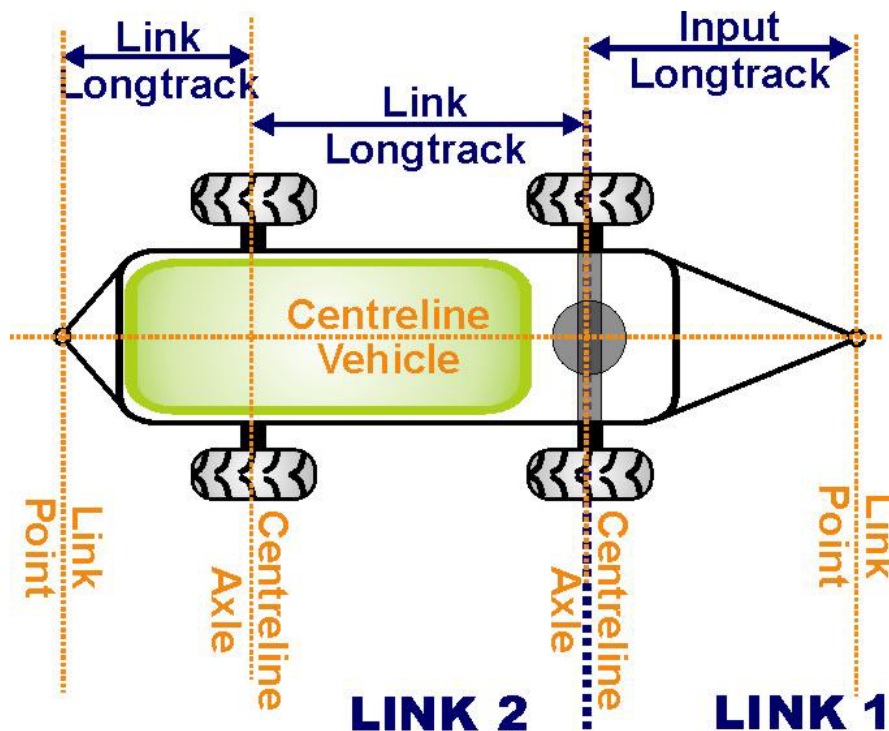 Link
Longtrack
Input
Longtrack
Link
Longtrack
Centreline
Vehicle
Link
Point
Centreline
Axle
Centreline
Axle
Link
Point
LINK 2
LINK 1